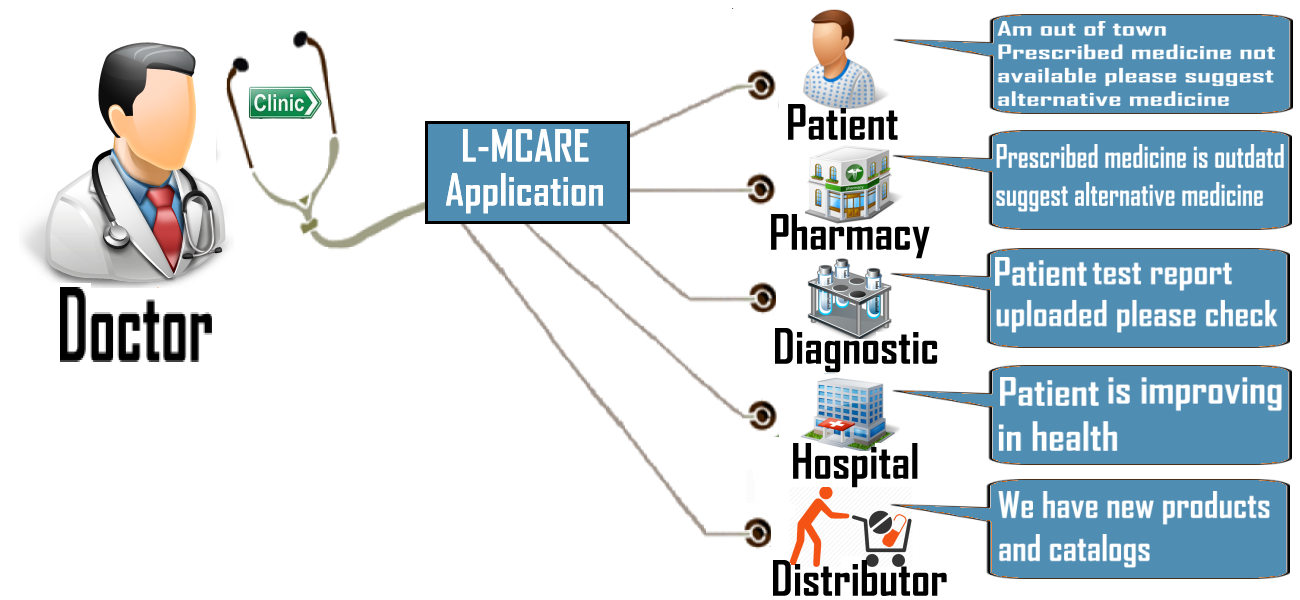 Doctor
Clinic
L-MCARE
Application
Patient
Am out of town
Prescribed medicine not
available please suggest
alternative medicine
pharmacy
Pharmacy
Prescribed medicine is outdatd
suggest alternative medicine
Diagnostic
Patient test report
uploaded please check
Hospital
Patient is improving
in health
Distributor
We have new products
and catalogs